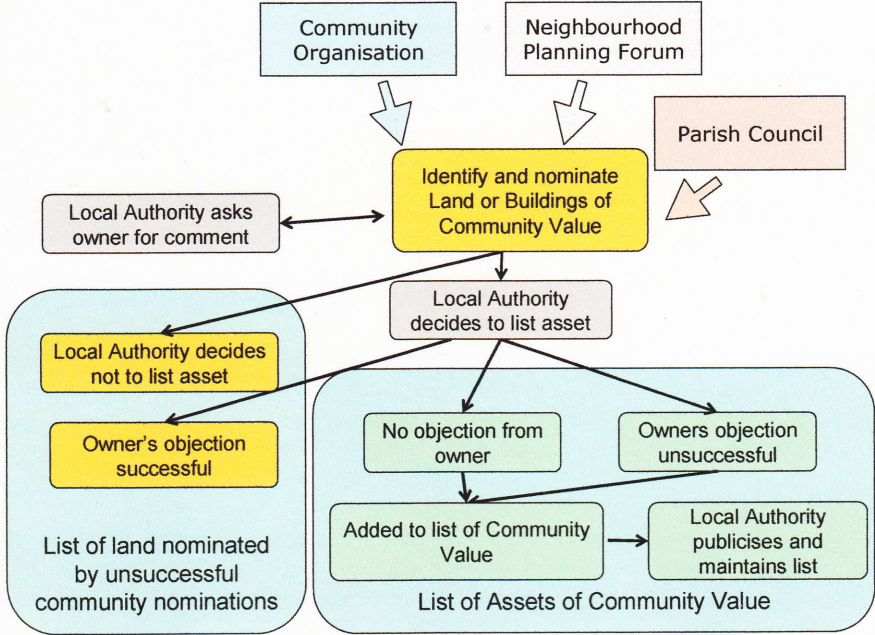 Community
Organisation
Neighbourhood
Planning Forum
Parish Council
Identify and nominate
Land or Buildings of
Community Value
Local Authority asks
owner for comment
Local Authority
decides to list asset
Local Authority decides
not to list asset
Owner's objection
successful
No objection from
owner
Owners objection
unsuccessful
Added to list of Community
Value
Local Authority
publicises and
maintains list
List of land nominated
by unsuccessful
community nominations
List of Assets of Community Value